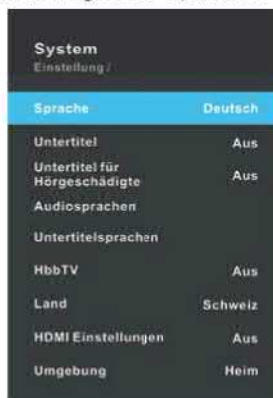 System
Einstellung /
Sprache Deutsch
Untertitel Aus
Untertitel für
Hörgeschädigte Aus
Audiosprachen
Untertitelsprachen
HbbTV Aus
Land Schweiz
HDMI Einstellungen Aus
Umgebung Heim